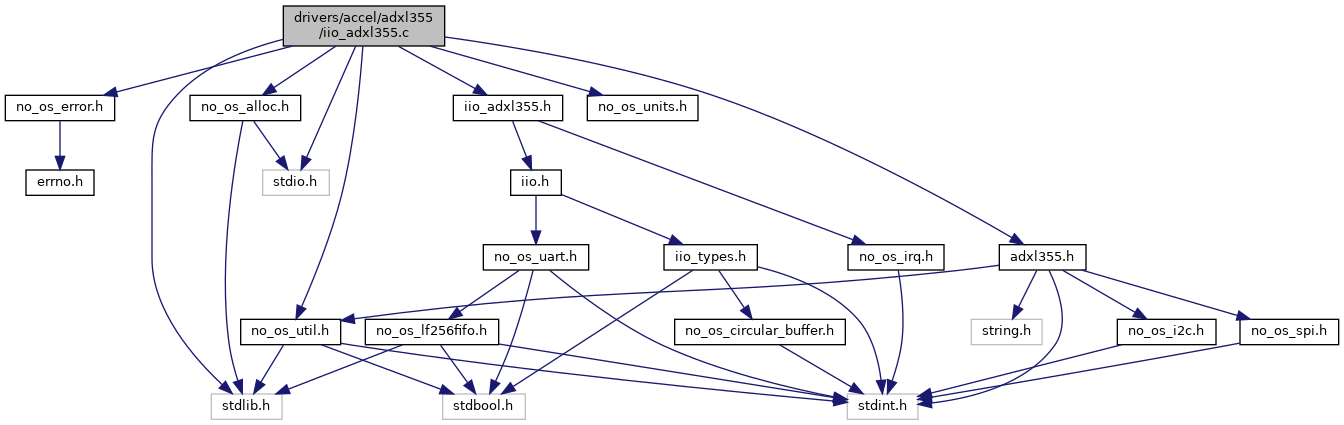 drivers/accel/adxl355
/iio_adxl355.c
no_os_error.h
no_os_alloc.h
iio_adxl355.h
no_os_units.h
errno.h
stdio.h
iio.h
no_os_uart.h
iio_types.h
no_os_irq.h
adxl355.h
no_os_util.h
no_os_lf256fifo.h
no_os_circular_buffer.h
string.h
no_os_i2c.h
no_os_spi.h
stdlib.h
stdbool.h
stdint.h